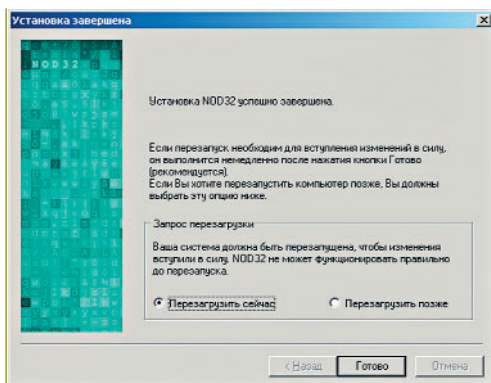 Установка завершена
NOD32
Установка NOD32 успешно завершена.
Если перезапуск необходим для вступления изменений в силу,
он выполнится немедленно после нажатия кнопки Готово
(рекомендуется).
Если Вы хотите перезапустить компьютер позже, Вы должны
выбрать эту опцию ниже.
Запрос перезагрузки
Ваша система должна быть перезапущена, чтобы изменения
вступили в силу. NOD32 не может функционировать правильно
до перезапуска.
Перезагрузить сейчас
Перезагрузить позже
< Назад
Готово
Отмена